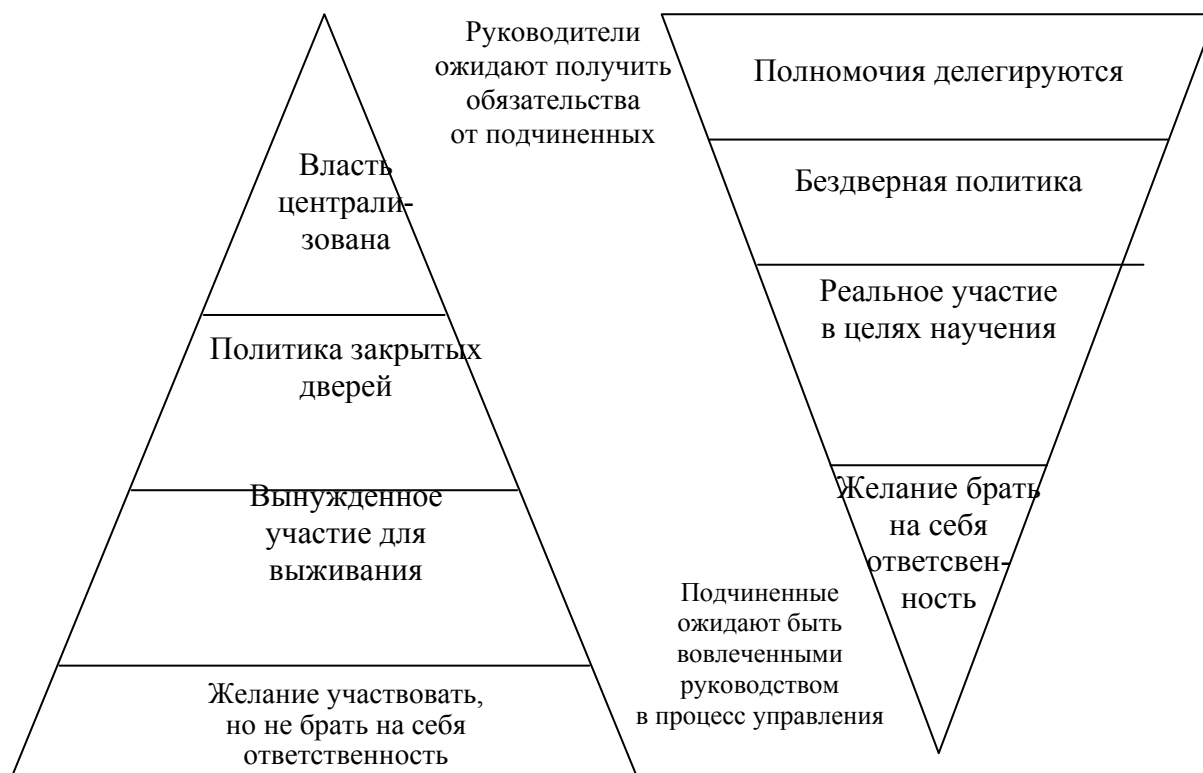 Власть
централи-
зована
Политика закрытых
дверей
Вынужденное
участие для
выживания
Желание участвовать,
но не брать на себя
ответственность
Руководители
ожидают получить
обязательства
от подчиненных
Подчиненные
ожидают быть
вовлеченными
руководством
в процесс управления
Полномочия делегируются
Бездверная политика
Реальное участие
в целях научения
Желание брать
на себя
ответсвен-
ность